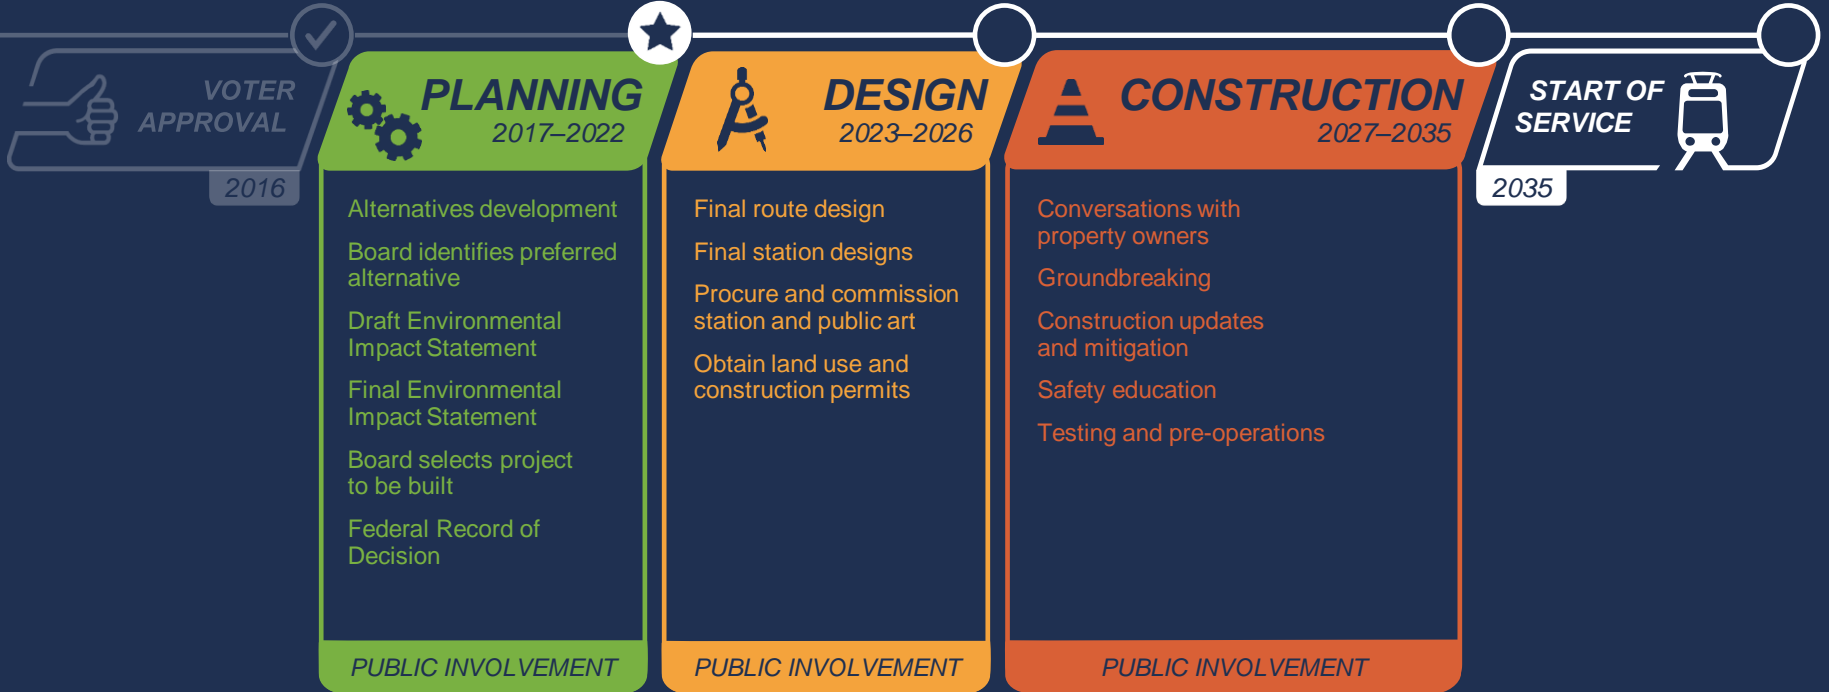 VOTER
APPROVAL
2016
PLANNING
2017–2022
Alternatives development
Board identifies preferred
alternative
Draft Environmental
Impact Statement
Final Environmental
Impact Statement
Board selects project
to be built
Federal Record of
Decision
PUBLIC INVOLVEMENT
DESIGN
2023–2026
Final route design
Final station designs
Procure and commission
station and public art
Obtain land use and
construction permits
PUBLIC INVOLVEMENT
CONSTRUCTION
2027–2035
Conversations with
property owners
Groundbreaking
Construction updates
and mitigation
Safety education
Testing and pre-operations
PUBLIC INVOLVEMENT
START OF
SERVICE
2035